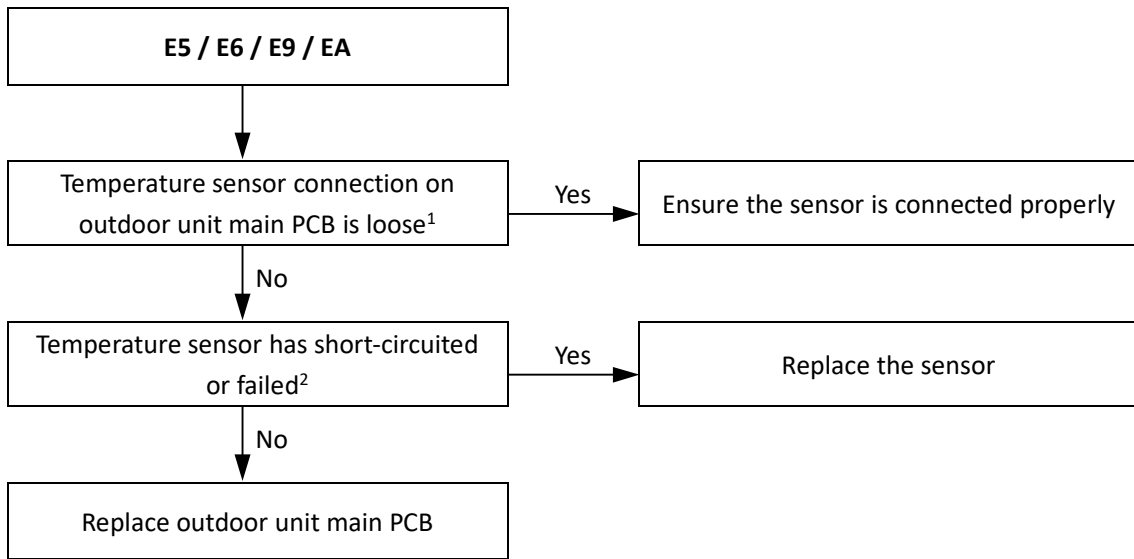 E5 / E6 / E9 / EA
Temperature sensor connection on
outdoor unit main PCB is loose¹
Yes
Ensure the sensor is connected properly
No
Temperature sensor has short-circuited
or failed²
Yes
Replace the sensor
No
Replace outdoor unit main PCB